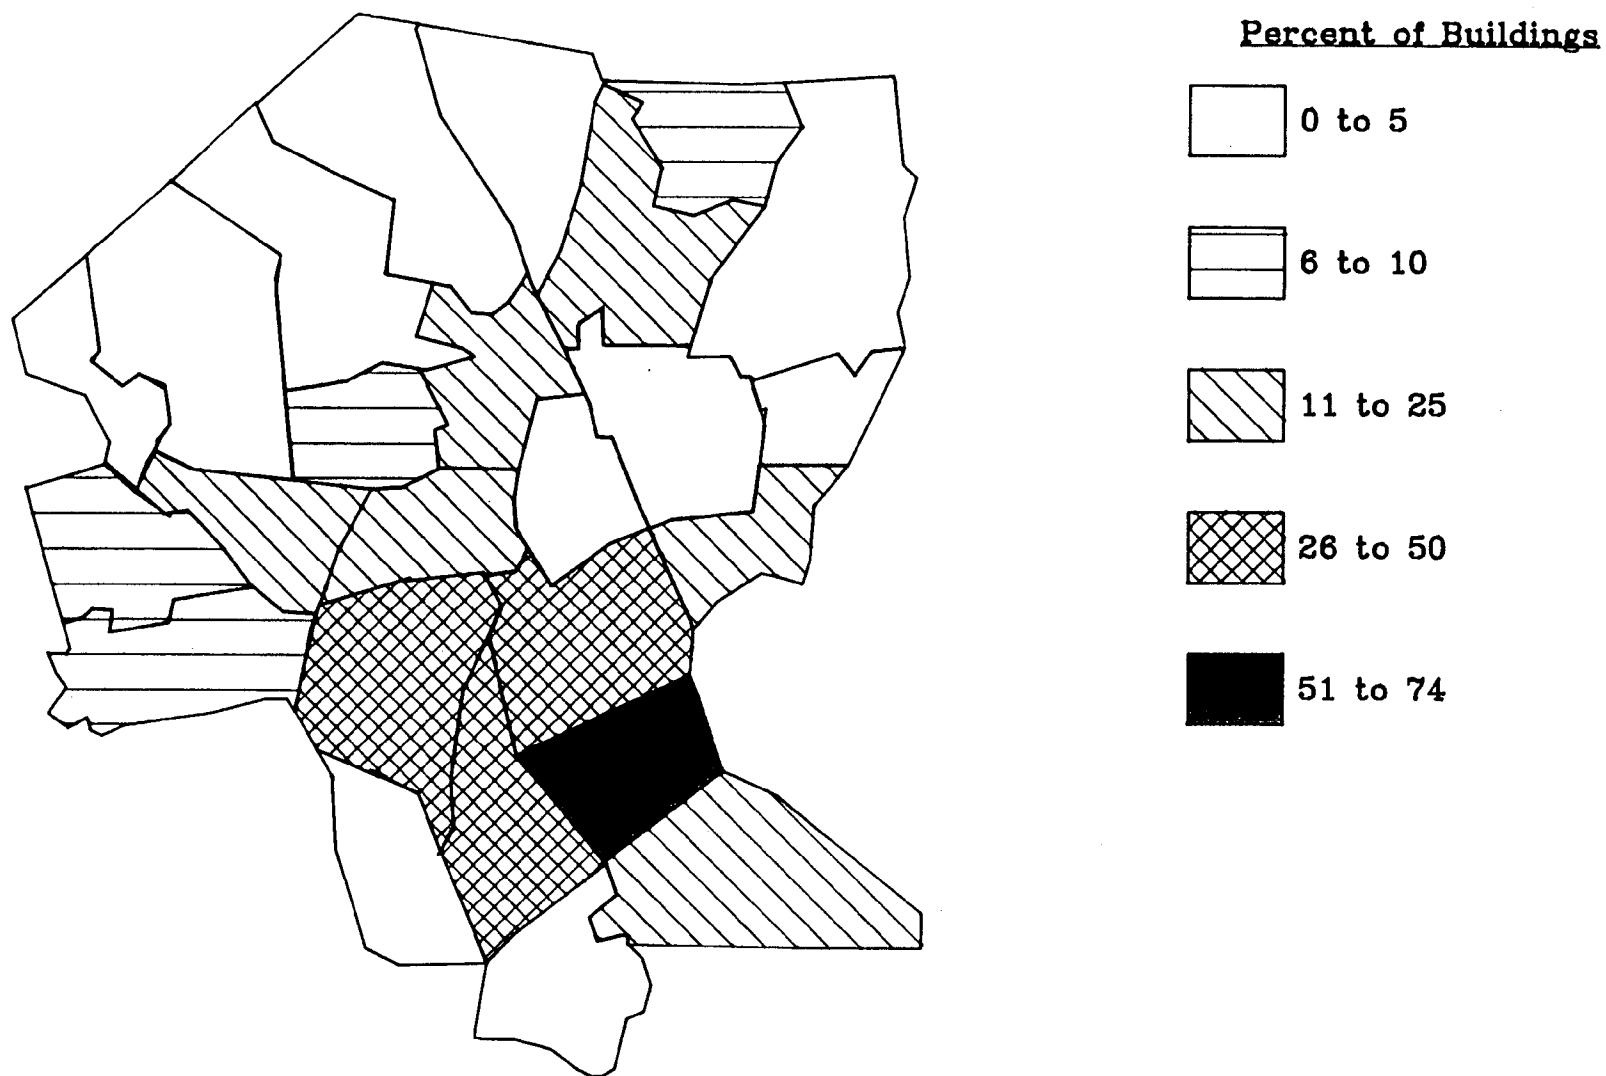 Percent of Buildings
0 to 5
6 to 10
11 to 25
26 to 50
51 to 74